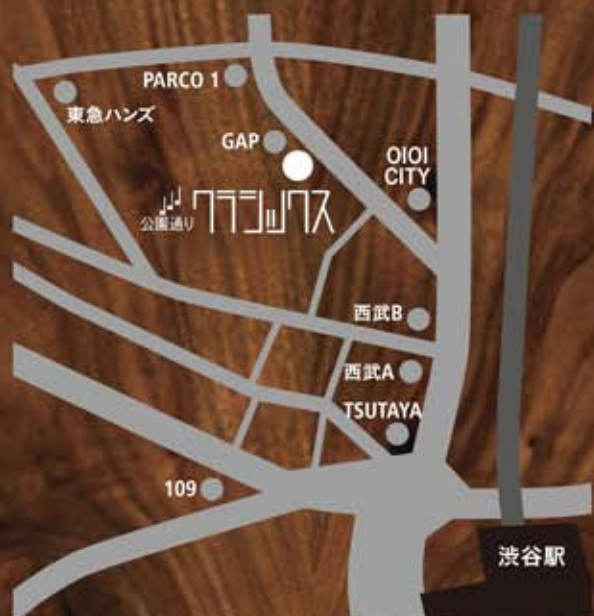 PARCO 1
東急ハンズ
GAP
OIOI
CITY
公園通り クラシックス
西武B
西武A
TSUTAYA
109
渋谷駅